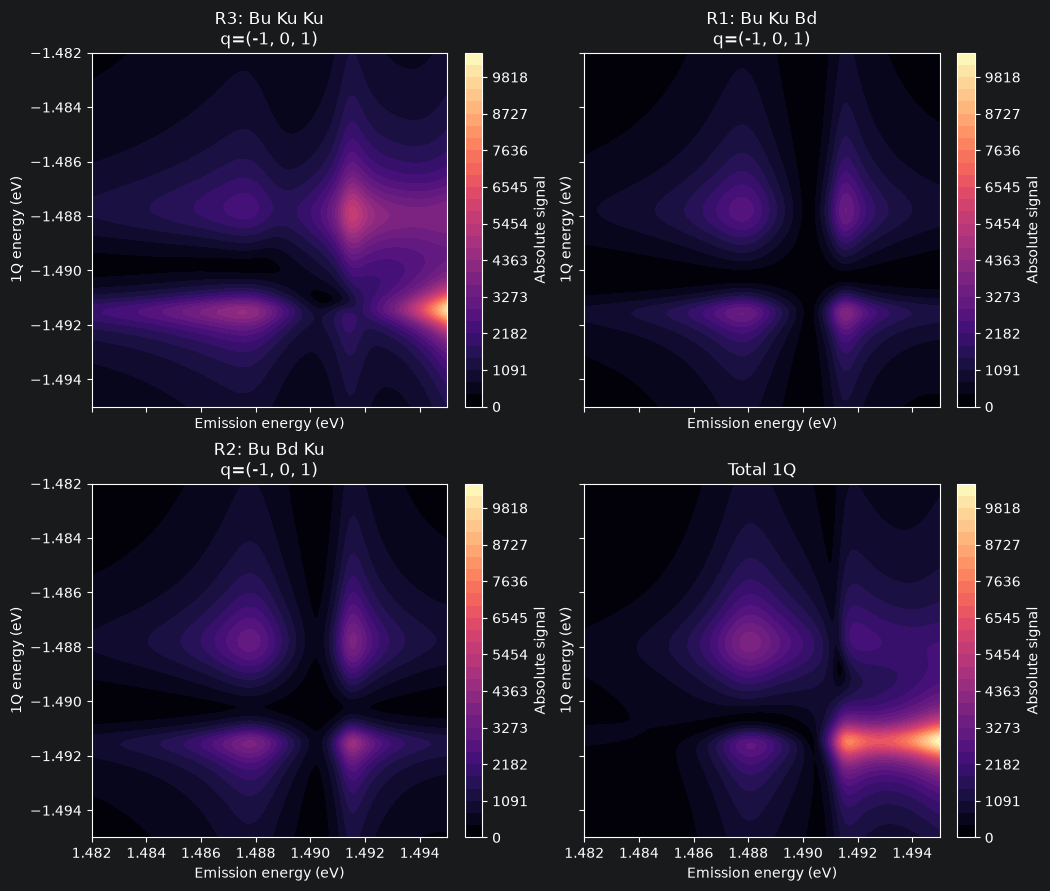 R3: Bu Ku Ku
q=(-1, 0, 1)
1Q energy (eV)
−1.482
−1.484
−1.486
−1.488
−1.490
−1.492
−1.494
Emission energy (eV)
9818
8727
7636
6545
5454
4363
3273
2182
1091
0
Absolute signal
R1: Bu Ku Bd
q=(-1, 0, 1)
1Q energy (eV)
Emission energy (eV)
9818
8727
7636
6545
5454
4363
3273
2182
1091
0
Absolute signal
R2: Bu Bd Ku
q=(-1, 0, 1)
1Q energy (eV)
−1.482
−1.484
−1.486
−1.488
−1.490
−1.492
−1.494
1.482 1.484 1.486 1.488 1.490 1.492 1.494
Emission energy (eV)
9818
8727
7636
6545
5454
4363
3273
2182
1091
0
Absolute signal
Total 1Q
1Q energy (eV)
1.482 1.484 1.486 1.488 1.490 1.492 1.494
Emission energy (eV)
9818
8727
7636
6545
5454
4363
3273
2182
1091
0
Absolute signal